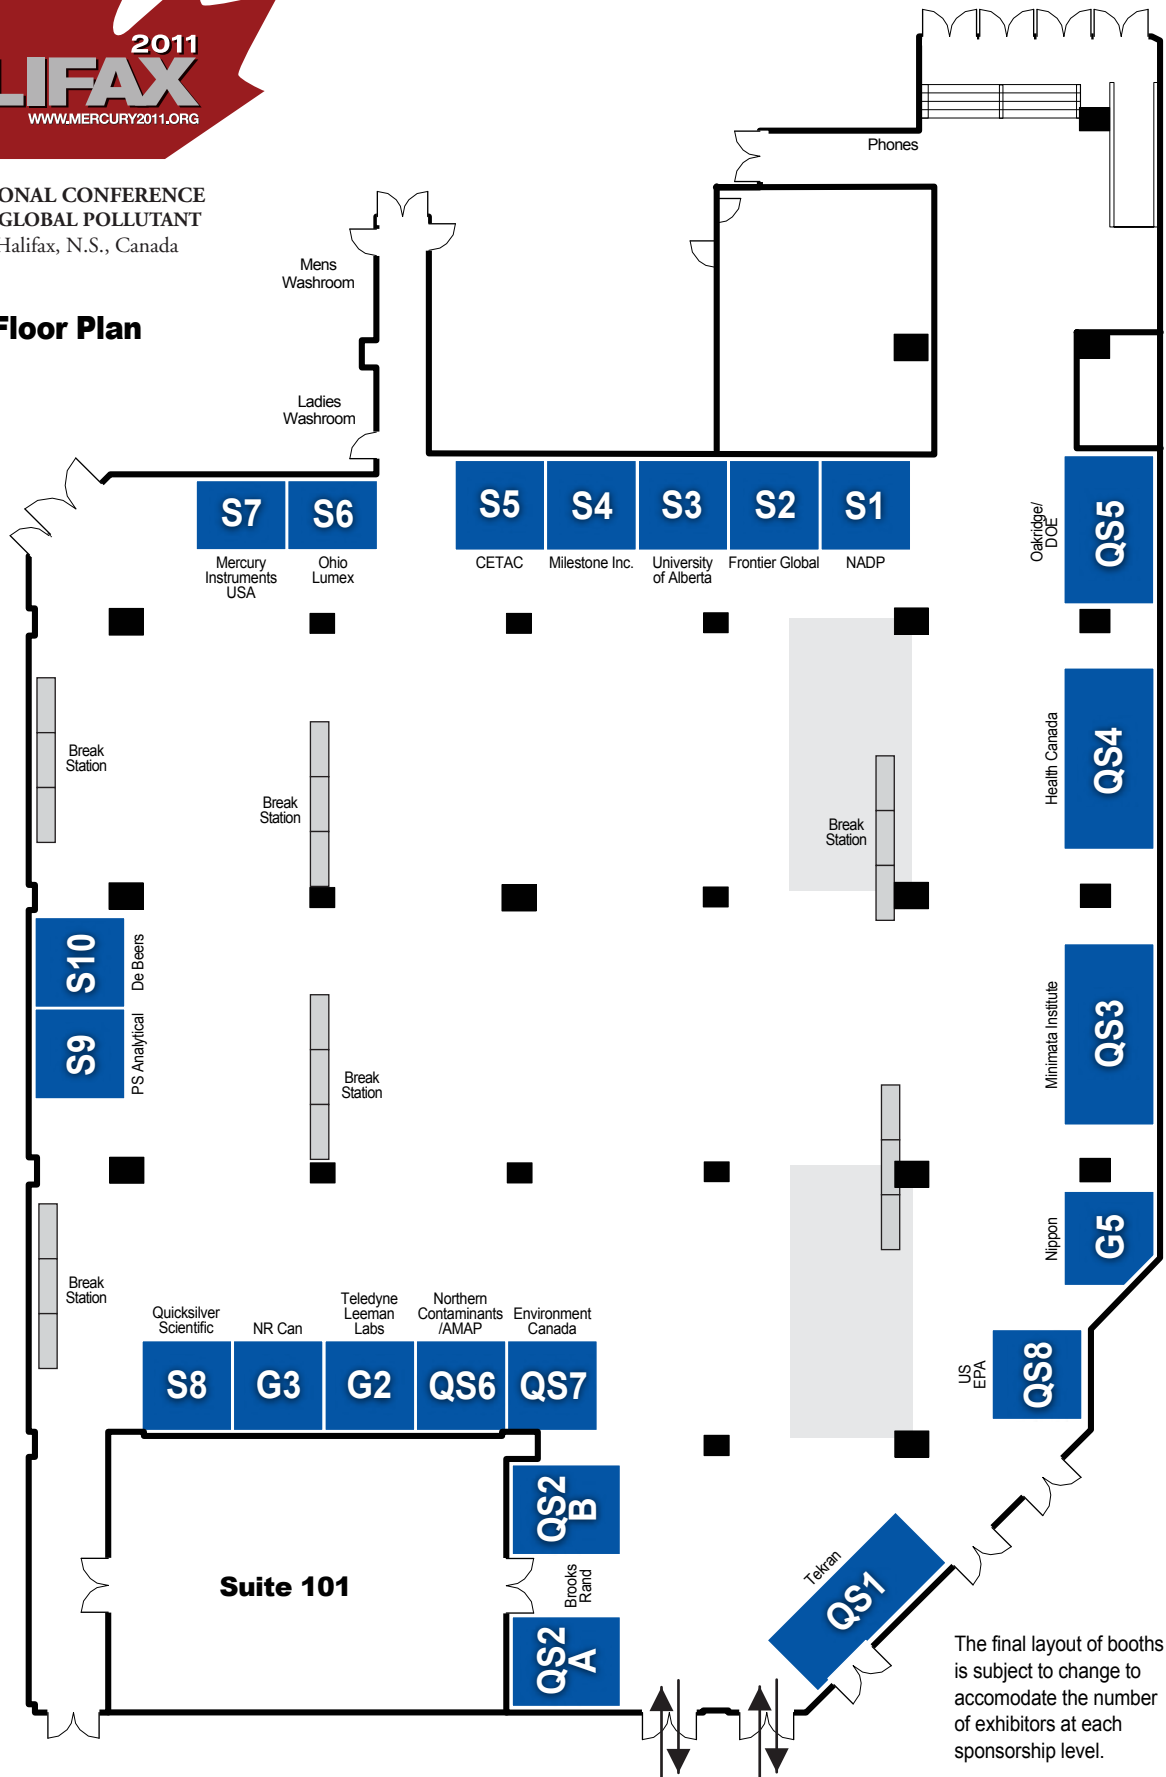 2011
LIFAX
WWW.MERCURY2011.ORG
ONAL CONFERENCE
GLOBAL POLLUTANT
Halifax, N.S., Canada
Floor Plan
Phones
Mens
Washroom
Ladies
Washroom
S7
S6
S5
S4
S3
S2
S1
Mercury
Instruments
USA
Ohio
Lumex
CETAC
Milestone Inc.
University
of Alberta
Frontier Global
NADP
Oakridge/
DOE
QS5
Break
Station
Break
Station
Break
Station
Health Canada
QS4
S10
De Beers
S9
PS Analytical
Break
Station
Minimata Institute
QS3
Nippon
G5
Break
Station
Quicksilver
Scientific
NR Can
Teledyne
Leeman
Labs
Northern
Contaminants
/AMAP
Environment
Canada
S8
G3
G2
QS6
QS7
US
EPA
QS8
QS2
B
Brooks
Rand
QS2
A
Suite 101
Tekran
QS1
The final layout of booths
is subject to change to
accomodate the number
of exhibitors at each
sponsorship level.